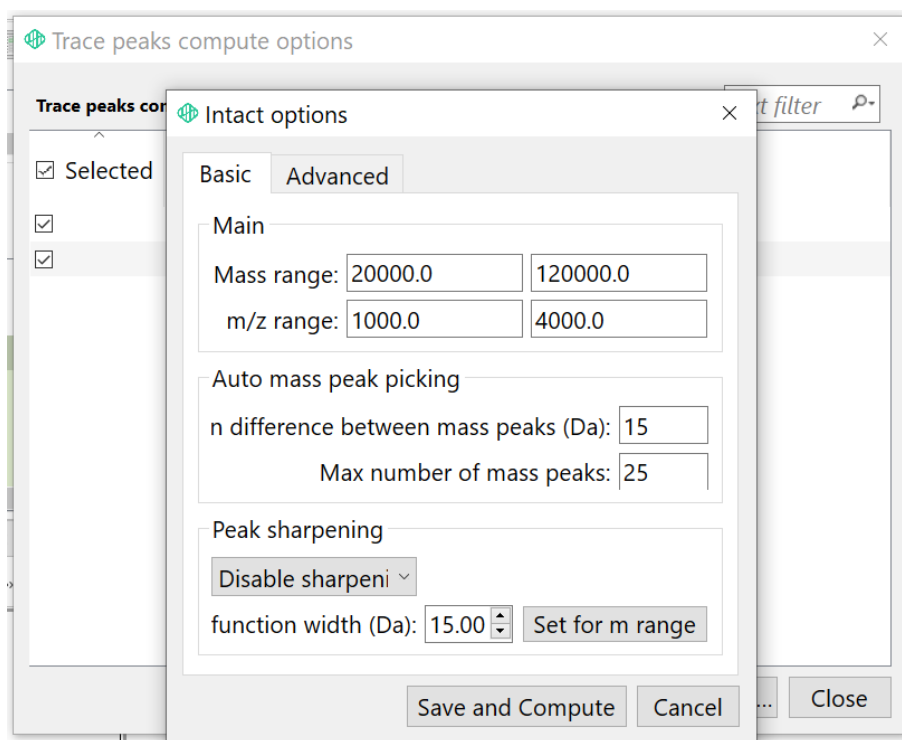 Trace peaks compute options
Trace peaks cor
xt filter
Intact options
Selected
Basic
Advanced
Main
Mass range: 20000.0 120000.0
m/z range: 1000.0 4000.0
Auto mass peak picking
n difference between mass peaks (Da): 15
Max number of mass peaks: 25
Peak sharpening
Disable sharpeni
function width (Da): 15.00 Set for m range
Save and Compute Cancel
... Close